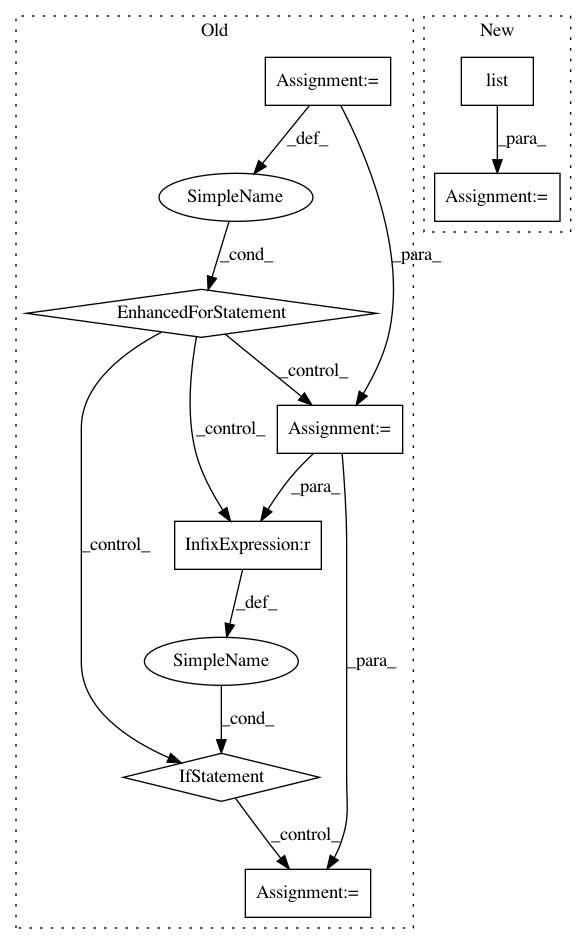 Old
New
Assignment:=
list
_def_
_para_
SimpleName
Assignment:=
_cond_
_para_
EnhancedForStatement
_control_
_control_
Assignment:=
_para_
_control_
InfixExpression:r
_def_
SimpleName
_para_
_cond_
IfStatement
_control_
Assignment:=